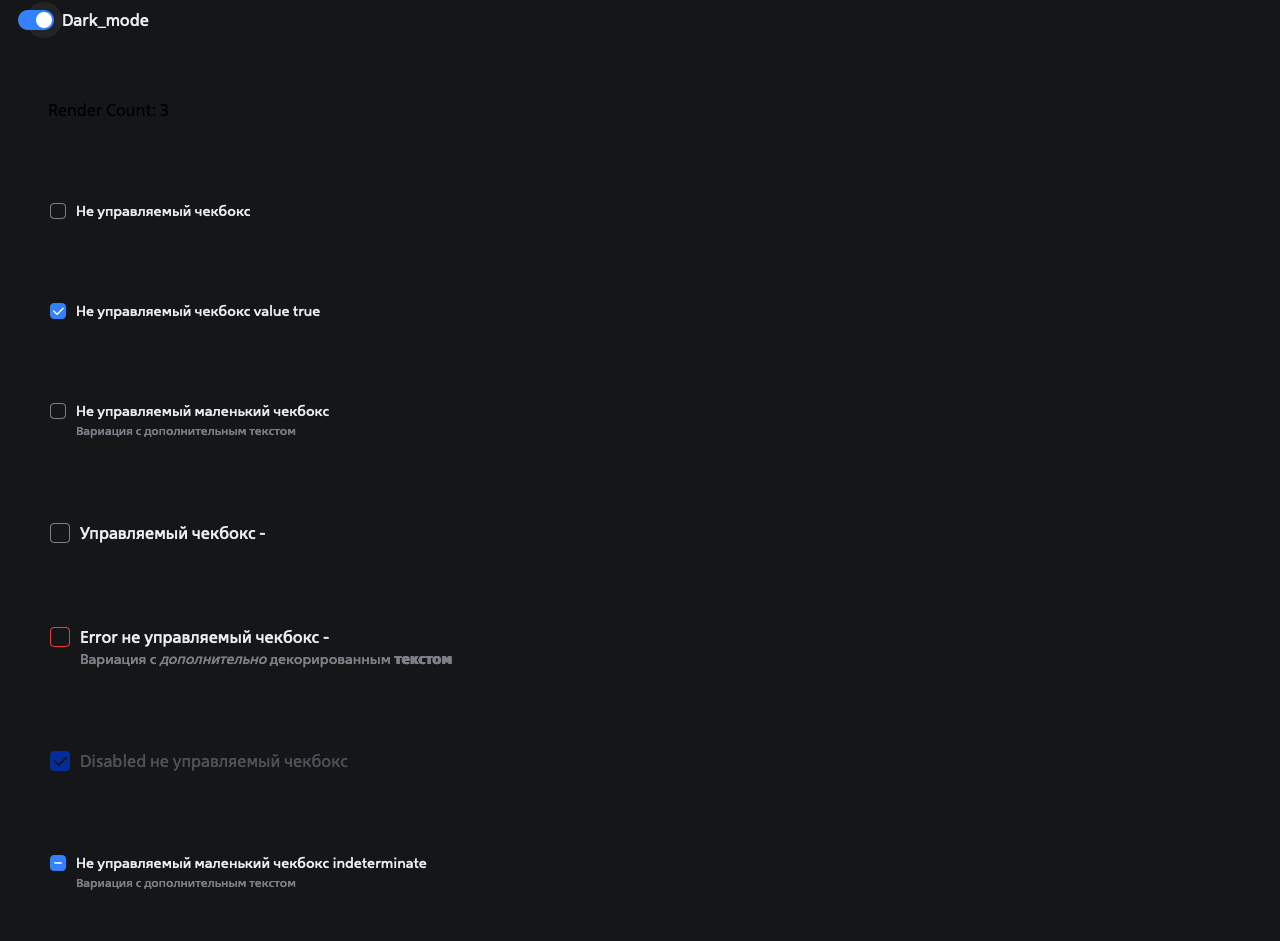 Dark_mode
Render Count: 3
Не управляемый чекбокс
Не управляемый чекбокс value true
Не управляемый маленький чекбокс
Вариация с дополнительным текстом
Управляемый чекбокс -
Error не управляемый чекбокс -
Вариация с дополнительно декорированным текстом
Disabled не управляемый чекбокс
Не управляемый маленький чекбокс indeterminate
Вариация с дополнительным текстом